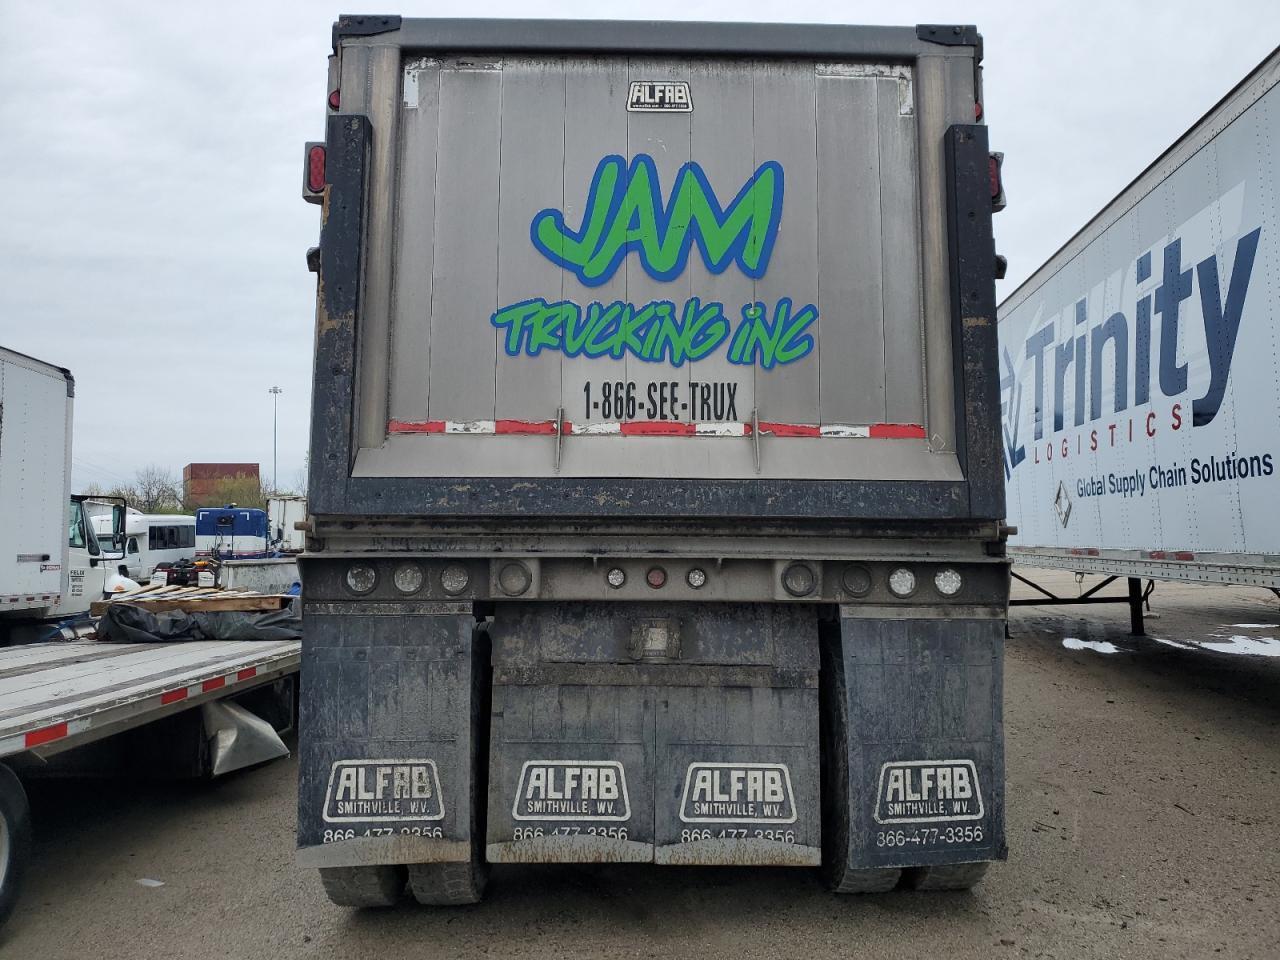 ALFAB
JAM
TRUCKING INC
1-866-SEE-TRUX
Trinity
LOGISTICS
Global Supply Chain Solutions
FELIX
ALFAB
SMITHVILLE, WV.
866-477-3356
ALFAB
SMITHVILLE, WV.
866-477-3356
ALFAB
SMITHVILLE, WV.
866-477-3356
ALFAB
SMITHVILLE, WV.
866-477-3356